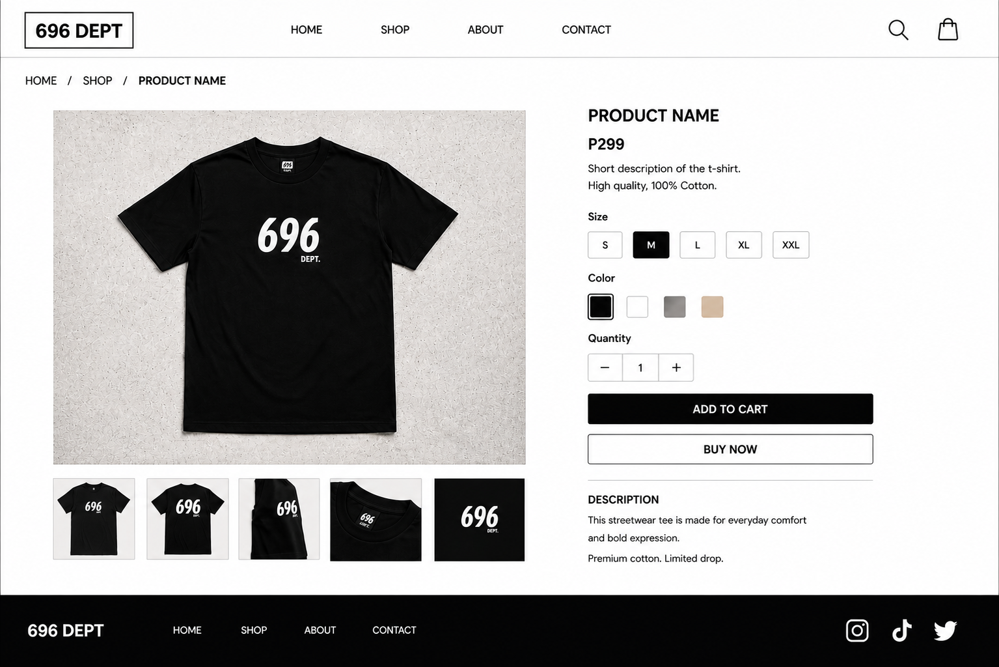 696 DEPT
HOME SHOP ABOUT CONTACT
HOME / SHOP / PRODUCT NAME
696
696
DEPT.
PRODUCT NAME
P299
Short description of the t-shirt.
High quality, 100% Cotton.
Size
S M L XL XXL
Color
Quantity
− 1 +
ADD TO CART
BUY NOW
696
696
696
696
696
DEPT.
DESCRIPTION
This streetwear tee is made for everyday comfort
and bold expression.
Premium cotton. Limited drop.
696 DEPT
HOME SHOP ABOUT CONTACT